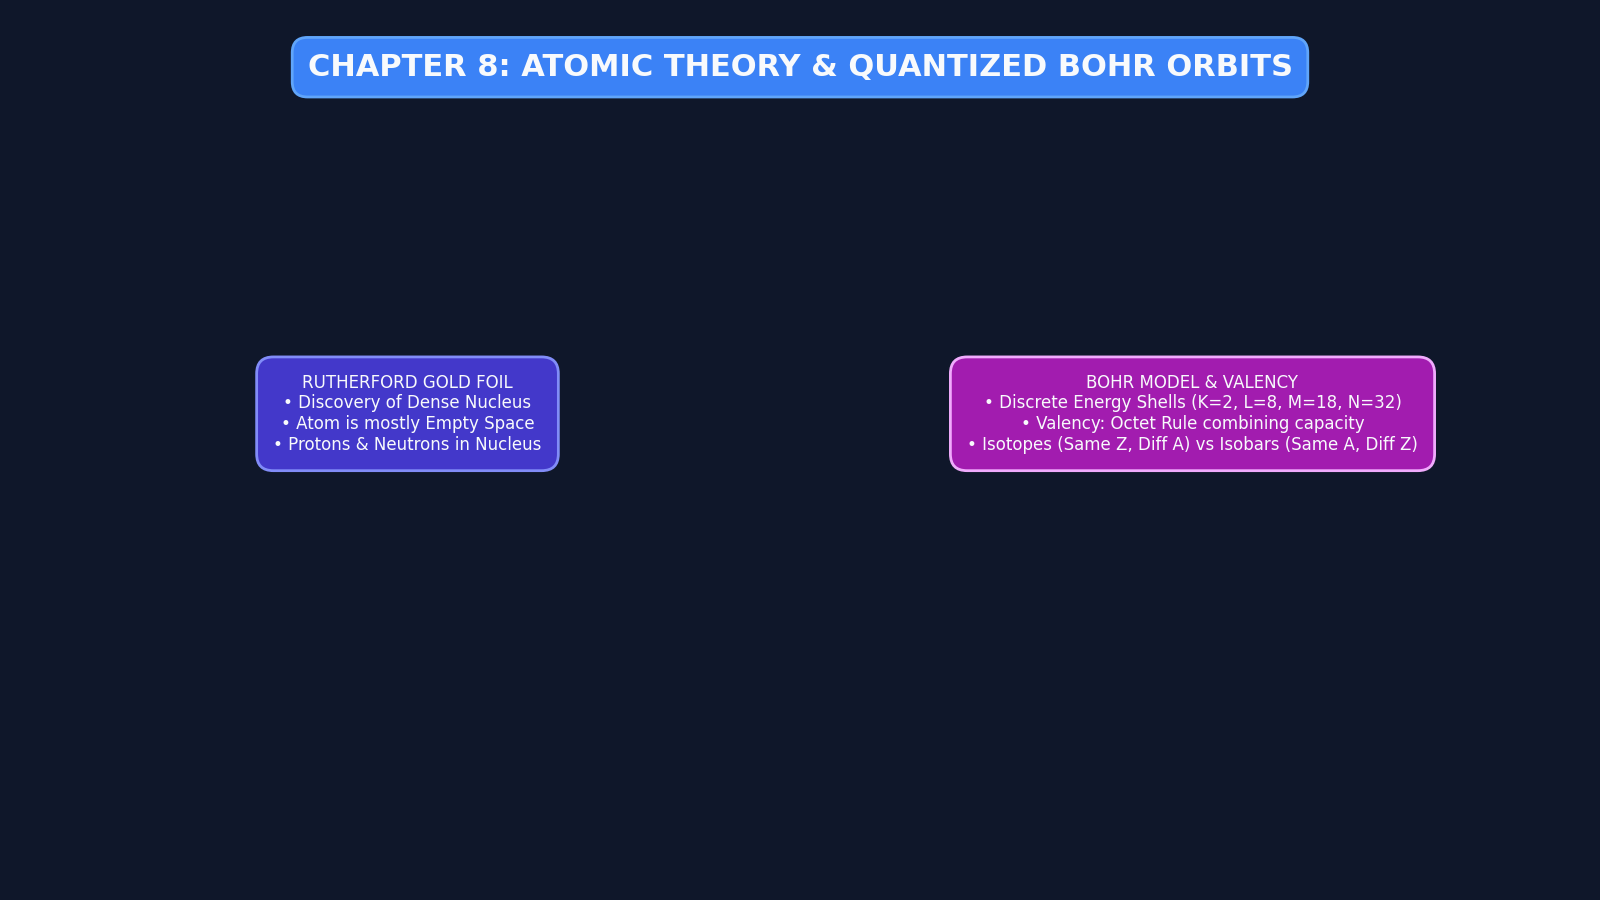 CHAPTER 8: ATOMIC THEORY & QUANTIZED BOHR ORBITS
RUTHERFORD GOLD FOIL
• Discovery of Dense Nucleus
• Atom is mostly Empty Space
• Protons & Neutrons in Nucleus
BOHR MODEL & VALENCY
• Discrete Energy Shells (K=2, L=8, M=18, N=32)
• Valency: Octet Rule combining capacity
• Isotopes (Same Z, Diff A) vs Isobars (Same A, Diff Z)